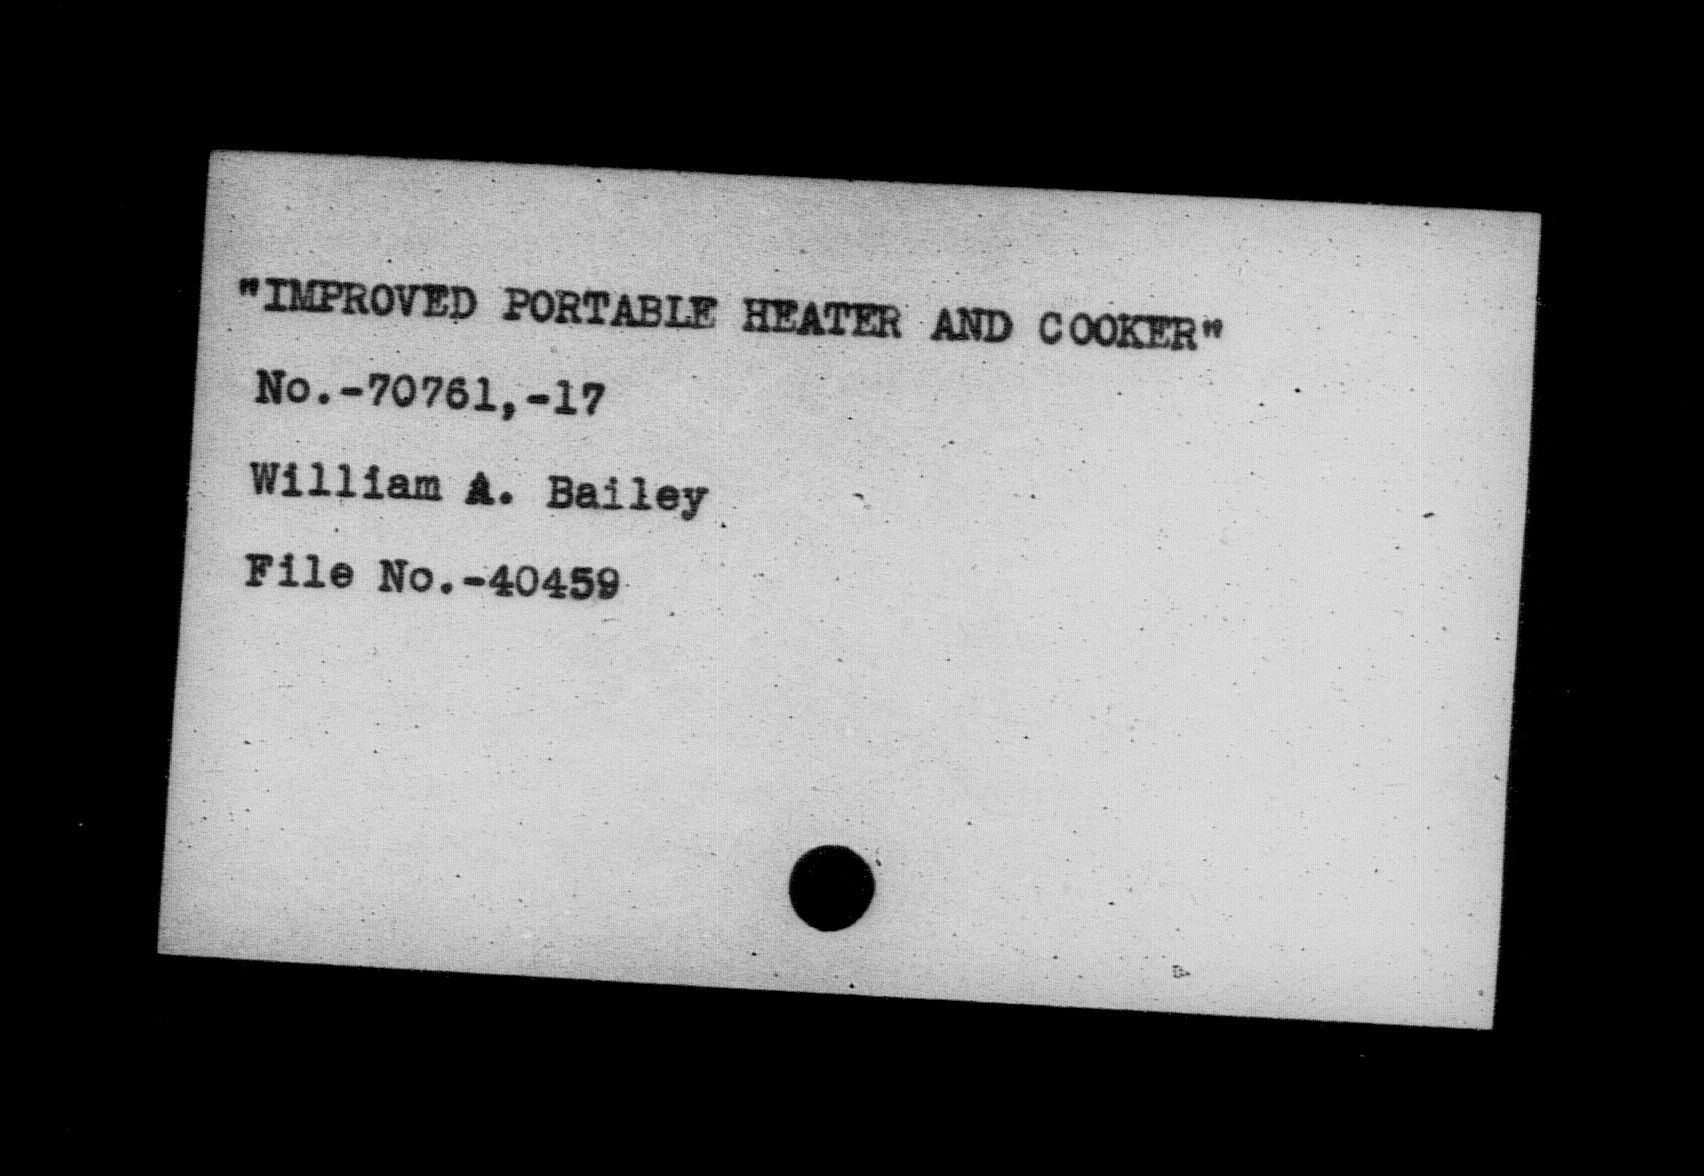 "IMPROVED PORTABLE HEATER AND COOKER"
No.-70761,-17
William A. Bailey
File No.-40459